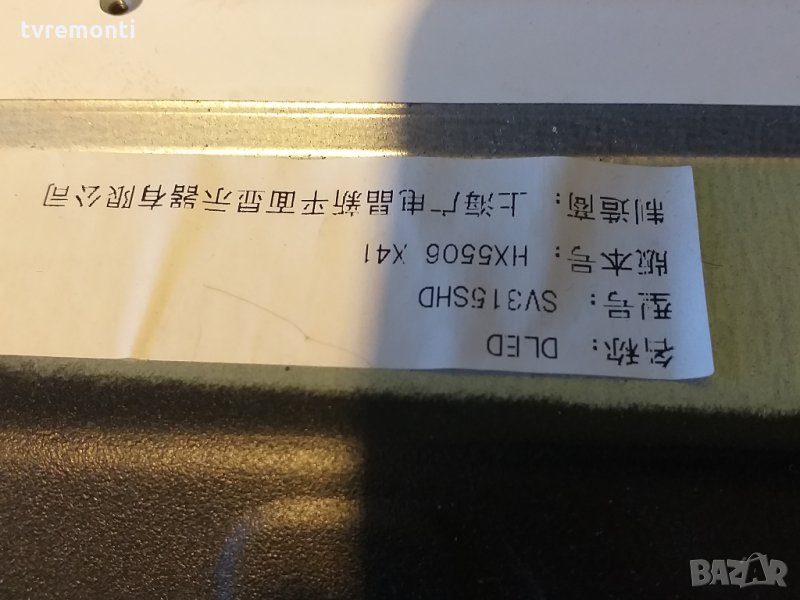 tvremonti
名称: DLED
型号: SV315SHD
版本号: HX5506 X41
制造商: 上海广电晶新平面显示器有限公司
BAZAR